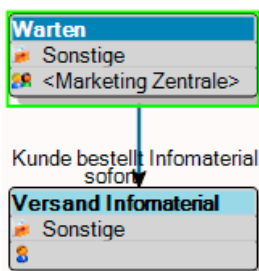 Warten
Sonstige
<Marketing Zentrale>
Kunde bestellt Infomaterial
sofort
Versand Infomaterial
Sonstige